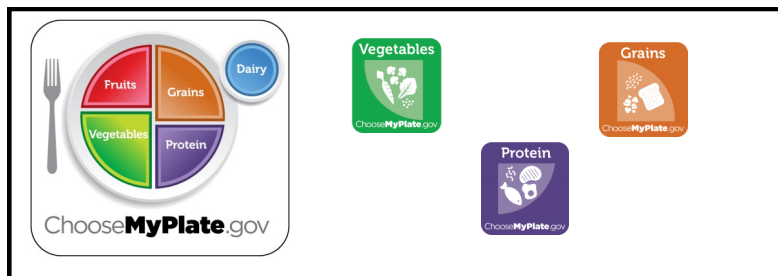 Fruits
Grains
Dairy
Vegetables
Protein
ChooseMyPlate.gov
Vegetables
ChooseMyPlate.gov
Grains
ChooseMyPlate.gov
Protein
ChooseMyPlate.gov